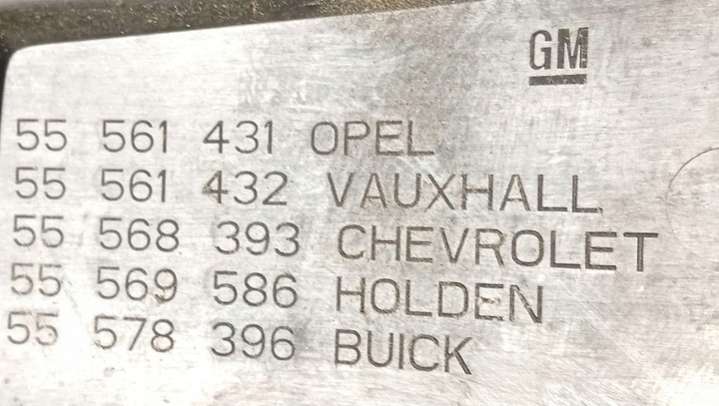 GM
55 561 431 OPEL
55 561 432 VAUXHALL
55 568 393 CHEVROLET
55 569 586 HOLDEN
55 578 396 BUICK